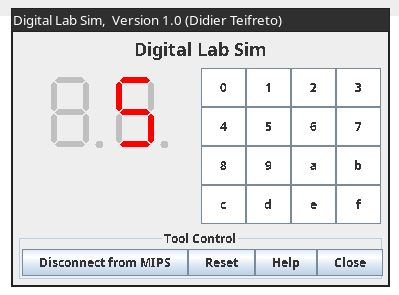 Digital Lab Sim, Version 1.0 (Didier Teifreto)
Digital Lab Sim
5
0 1 2 3
4 5 6 7
8 9 a b
c d e f
Tool Control
Disconnect from MIPS Reset Help Close